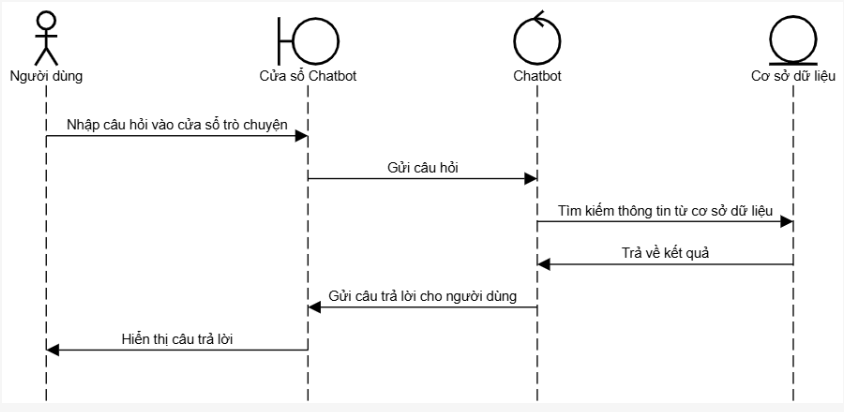 Người dùng
Cửa sổ Chatbot
Chatbot
Cơ sở dữ liệu
Nhập câu hỏi vào cửa sổ trò chuyện
Gửi câu hỏi
Tìm kiếm thông tin từ cơ sở dữ liệu
Trả về kết quả
Gửi câu trả lời cho người dùng
Hiển thị câu trả lời